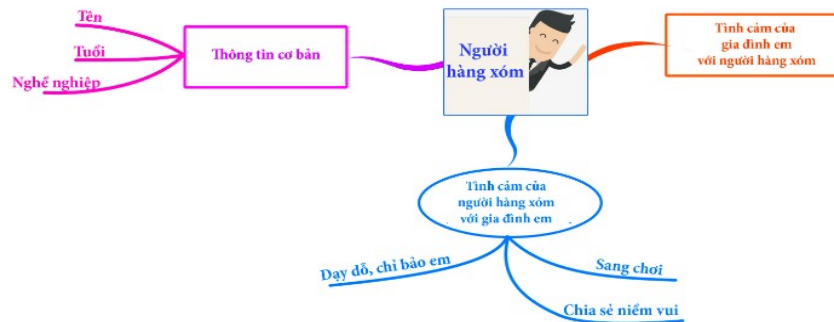 Tên
Tuổi
Nghề nghiệp
Thông tin cơ bản
Người
hàng xóm
Tình cảm của
gia đình em
với người hàng xóm
Tình cảm của
người hàng xóm
với gia đình em
Dạy dỗ, chỉ bảo em
Sang chơi
Chia sẻ niềm vui